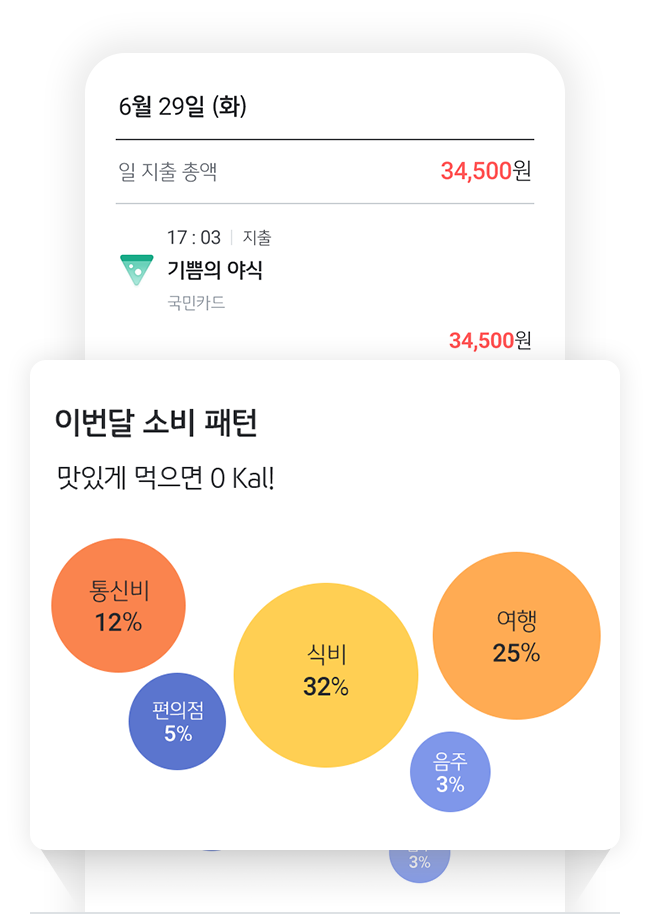 6월 29일 (화)
일 지출 총액 34,500원
17 : 03 | 지출
기쁨의 야식
국민카드
34,500원
이번달 소비 패턴
맛있게 먹으면 0 Kal!
통신비
12%
여행
25%
식비
32%
편의점
5%
음주
3%
3%